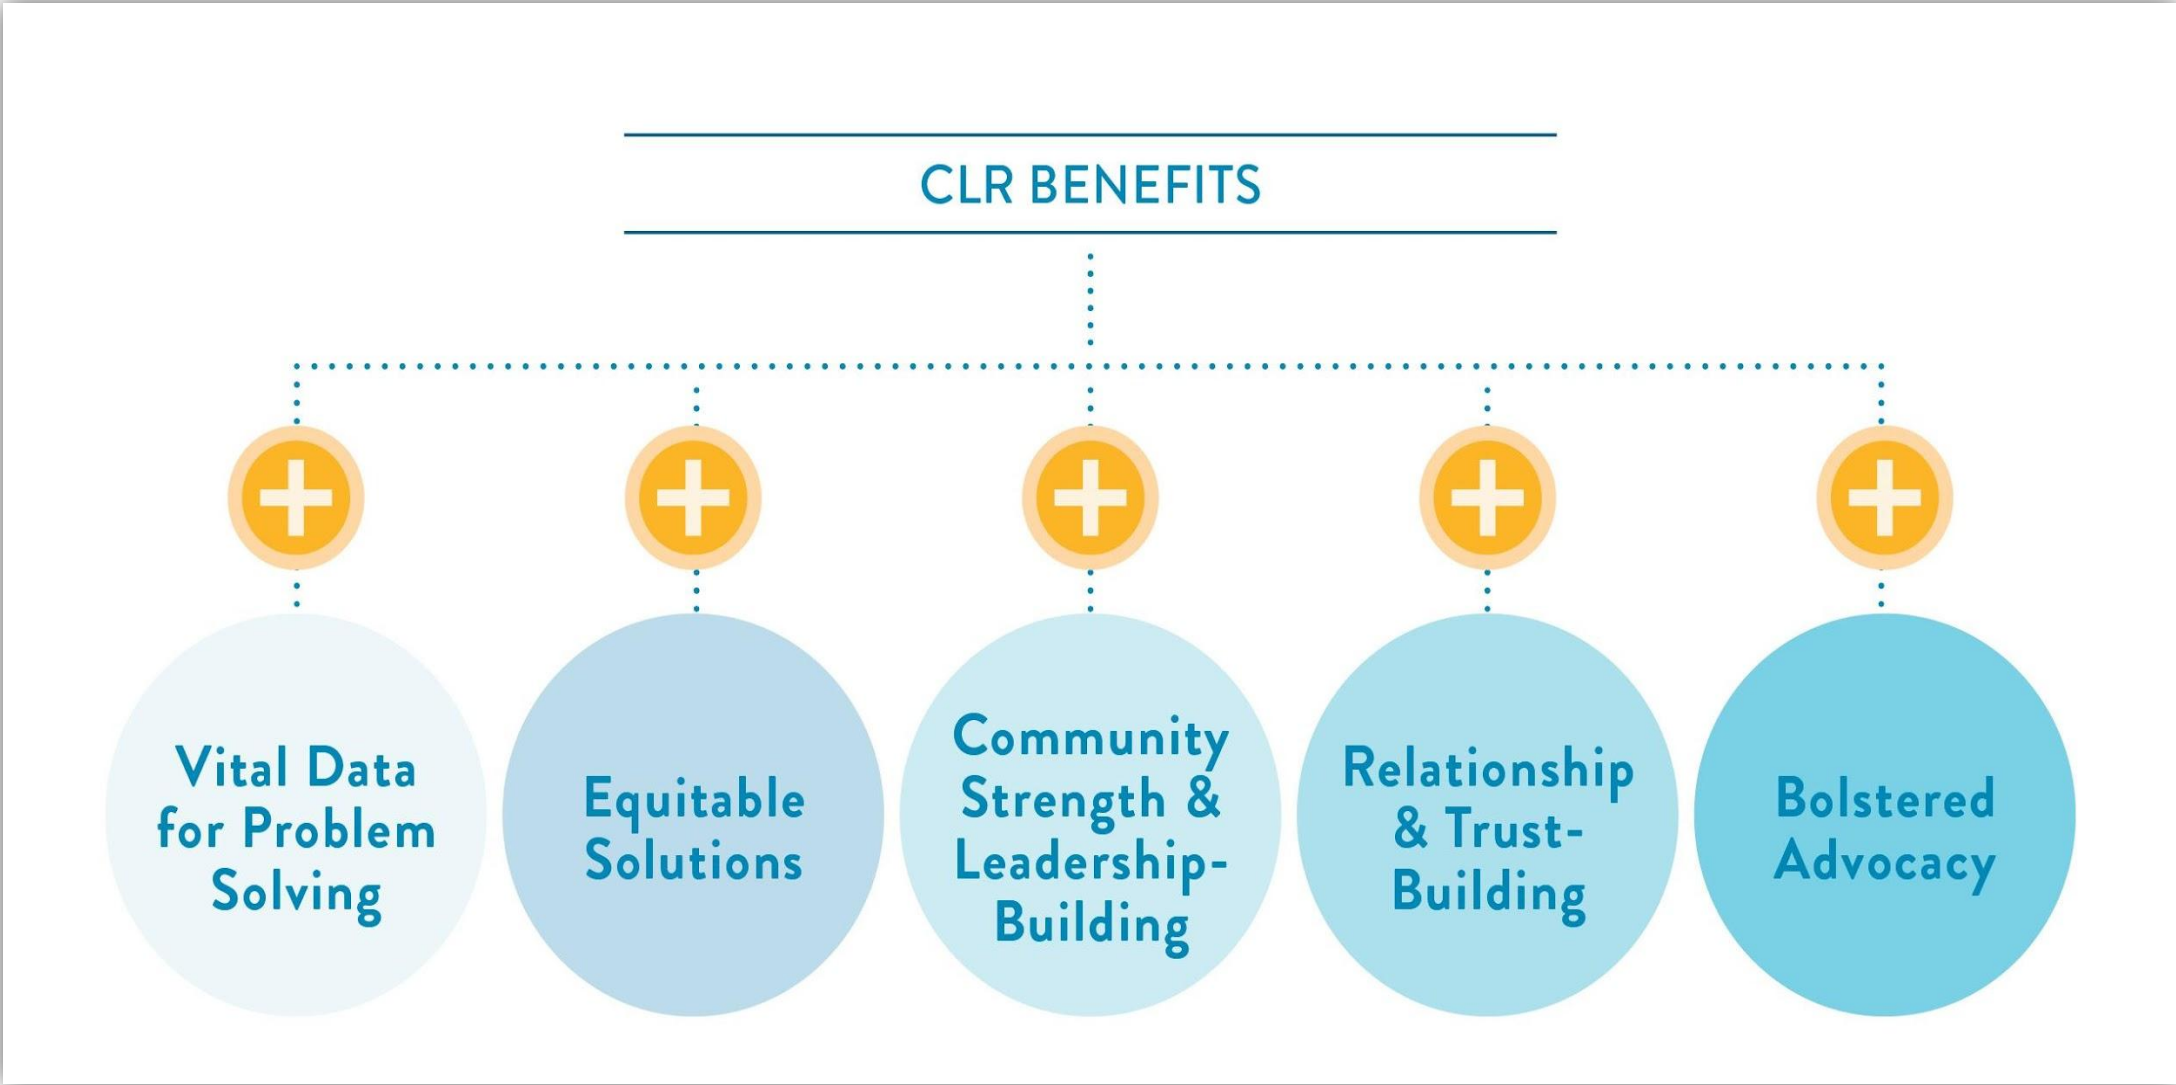 CLR BENEFITS
Vital Data
for Problem
Solving
Equitable
Solutions
Community
Strength &
Leadership-
Building
Relationship
& Trust-
Building
Bolstered
Advocacy